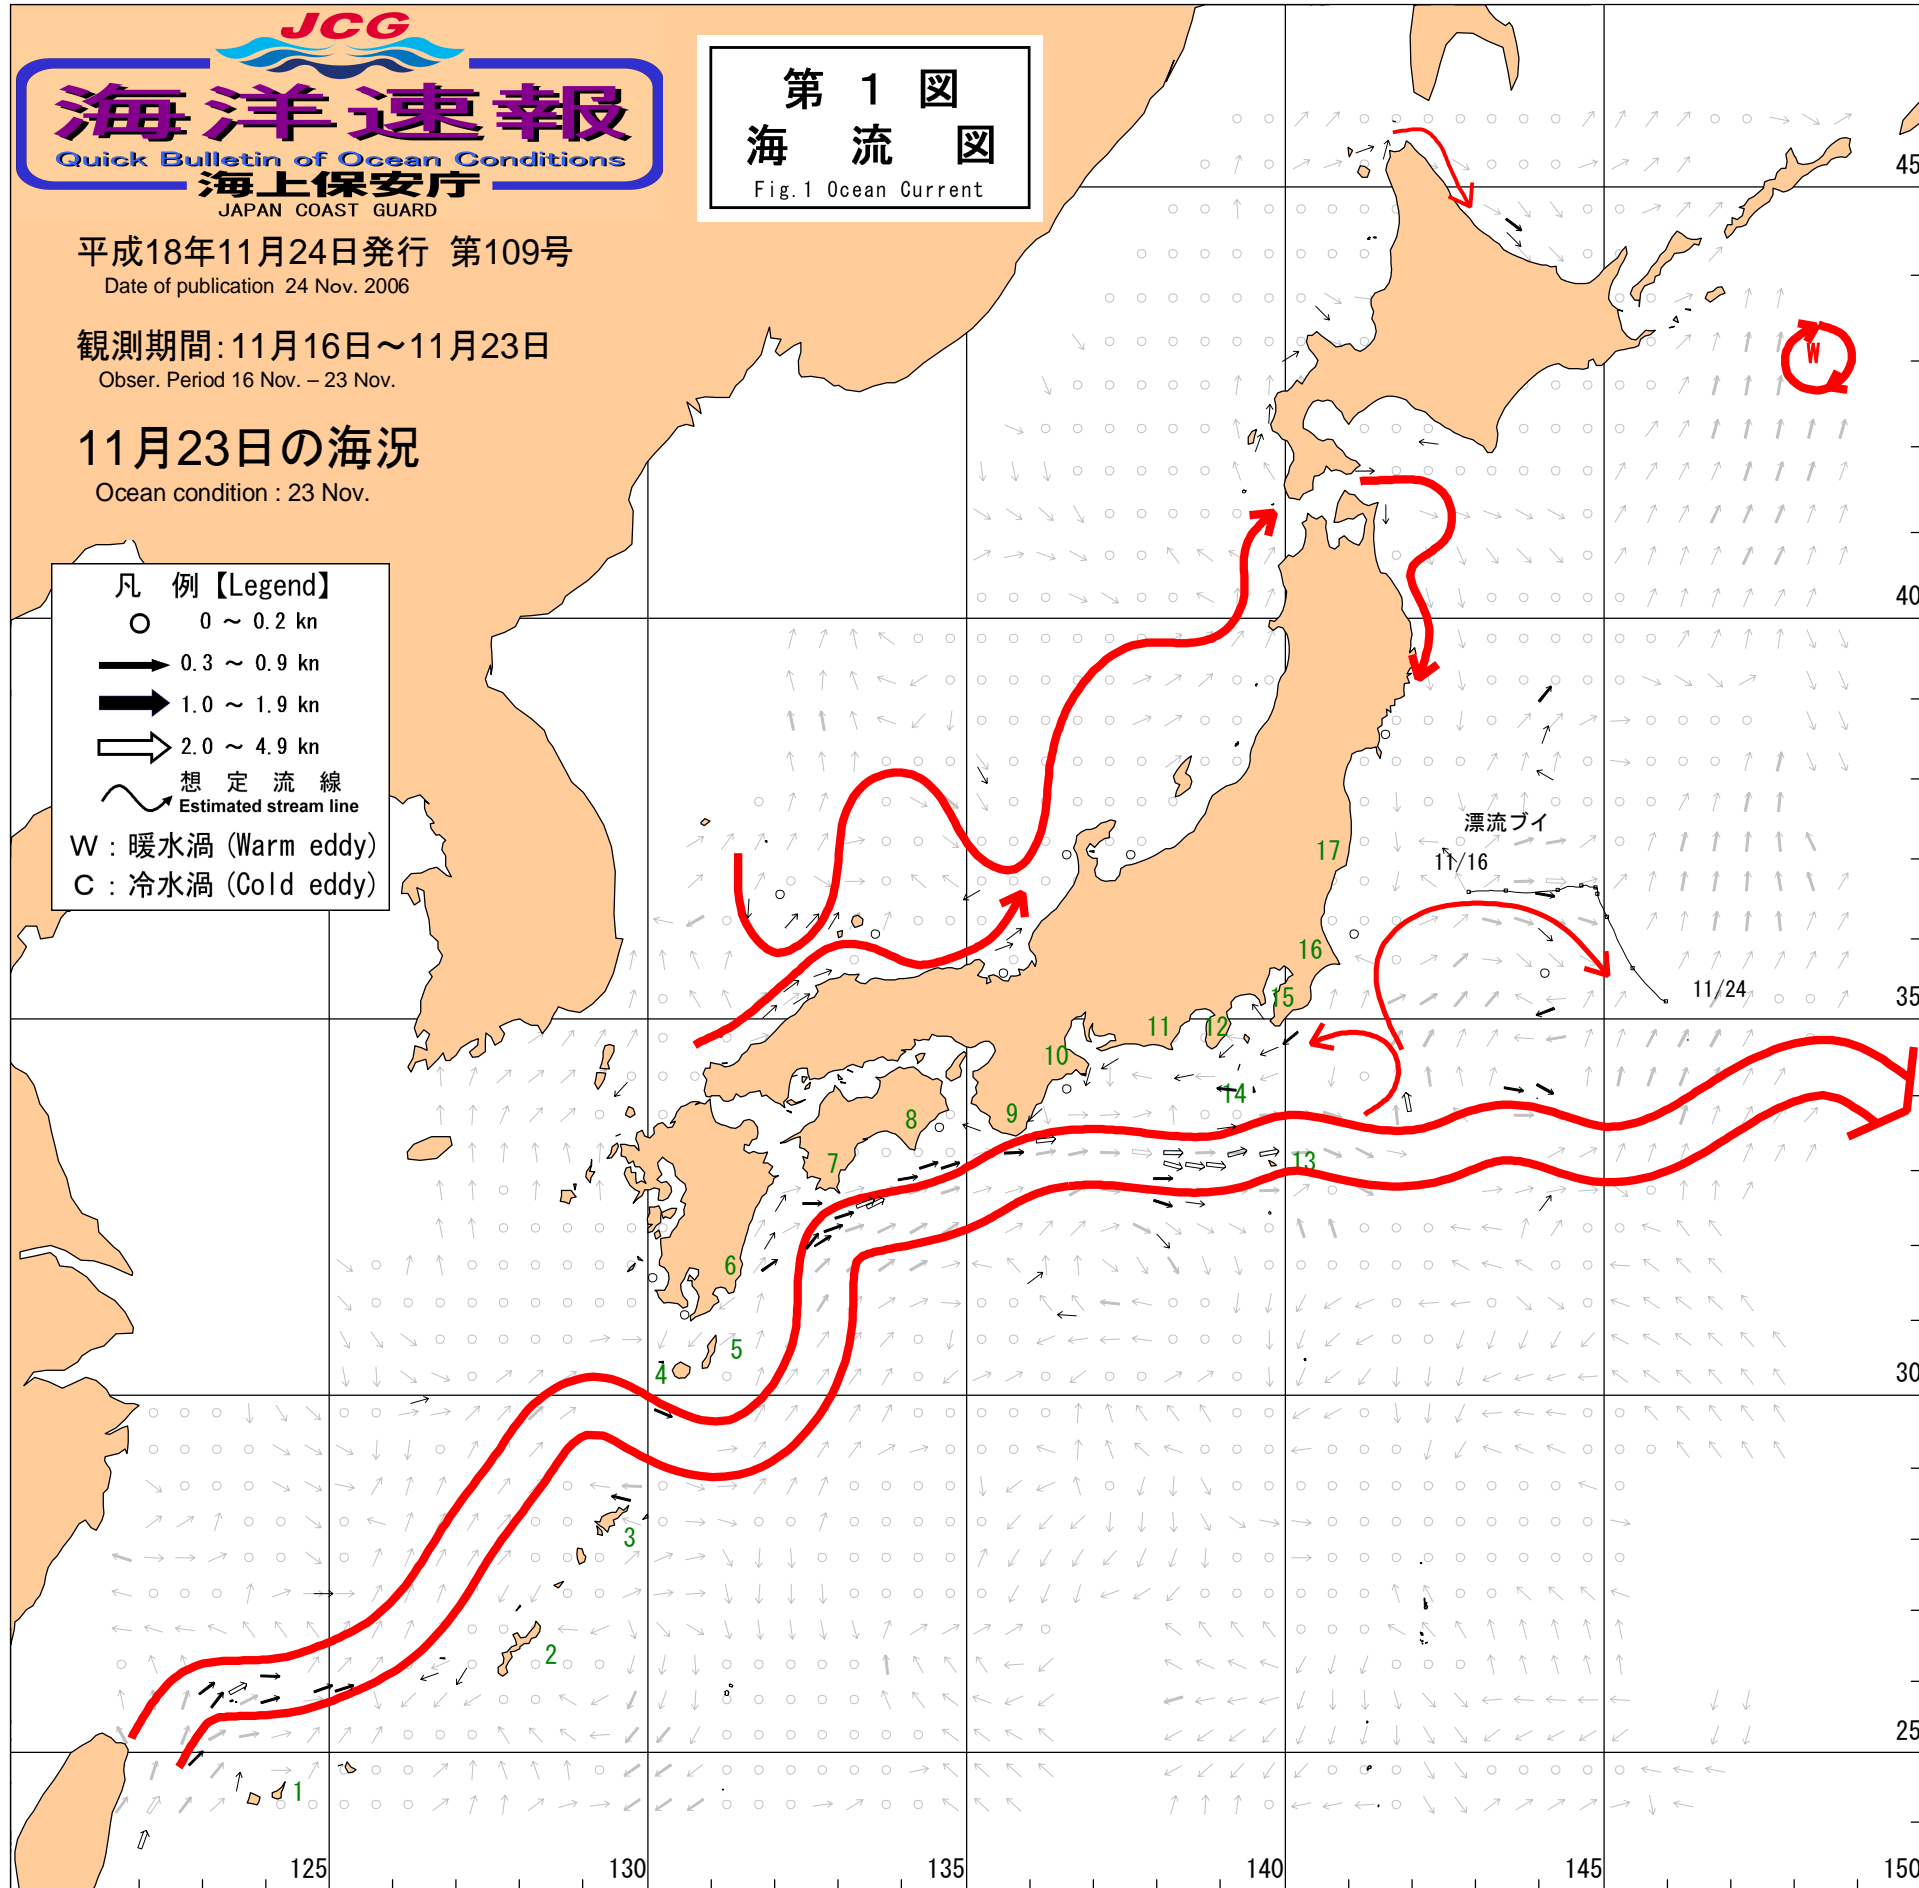 JCG
海洋速報
Quick Bulletin of Ocean Conditions
海上保安庁
JAPAN COAST GUARD
平成18年11月24日発行 第109号
Date of publication 24 Nov. 2006
観測期間:11月16日〜11月23日
Obser. Period 16 Nov. – 23 Nov.
11月23日の海況
Ocean condition : 23 Nov.
第 1 図
海 流 図
Fig.1 Ocean Current
凡 例【Legend】
0 〜 0.2 kn
0.3 〜 0.9 kn
1.0 〜 1.9 kn
2.0 〜 4.9 kn
想 定 流 線
Estimated stream line
W : 暖水渦 (Warm eddy)
C : 冷水渦 (Cold eddy)
45
W
40
漂流ブイ
17
11/16
16
11/24
15
35
11
12
10
14
9
8
7
13
6
5
4
30
3
2
25
1
125
130
135
140
145
150